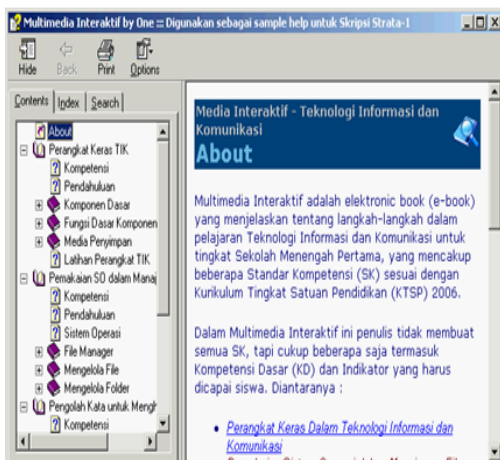 Multimedia Interaktif by One ::: Digunakan sebagai sample help untuk Skripsi Strata-1
Hide Back Print Options
Contents Index Search
About
Perangkat Keras TIK
Kompetensi
Pendahuluan
Komponen Dasar
Fungsi Dasar Komponen
Media Penyimpan
Latihan Perangkat TIK
Pemakaian SO dalam Manaj
Kompetensi
Pendahuluan
Sistem Operasi
File Manager
Mengelola File
Mengelola Folder
Pengolah Kata untuk Mengh
Kompetensi
Media Interaktif - Teknologi Informasi dan
Komunikasi
About
Multimedia Interaktif adalah elektronic book (e-book)
yang menjelaskan tentang langkah-langkah dalam
pelajaran Teknologi Informasi dan Komunikasi untuk
tingkat Sekolah Menengah Pertama, yang mencakup
beberapa Standar Kompetensi (SK) sesuai dengan
Kurikulum Tingkat Satuan Pendidikan (KTSP) 2006.
Dalam Multimedia Interaktif ini penulis tidak membuat
semua SK, tapi cukup beberapa saja termasuk
Kompetensi Dasar (KD) dan Indikator yang harus
dicapai siswa. Diantaranya :
Perangkat Keras Dalam Teknologi Informasi dan
Komunikasi